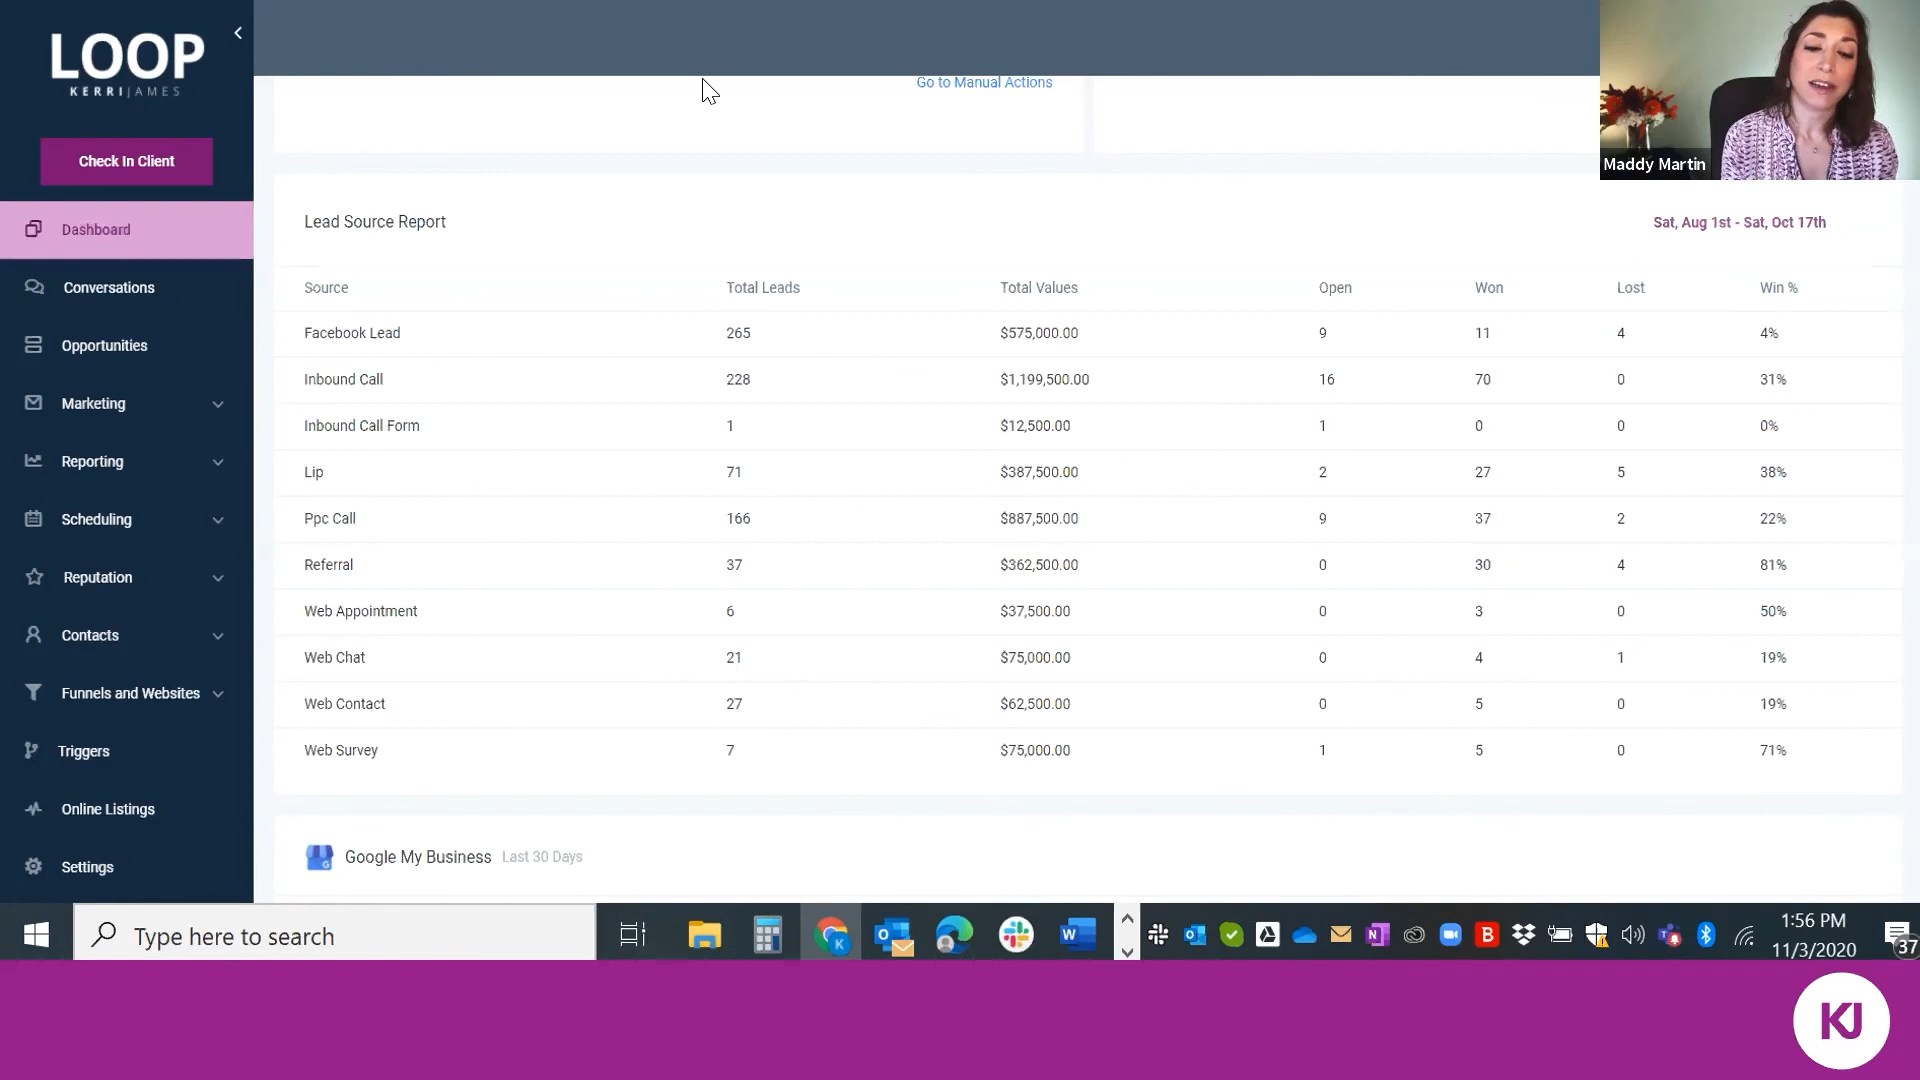 LOOP
KERRIJAMES
Check In Client
Dashboard
Conversations
Opportunities
Marketing
Reporting
Scheduling
Reputation
Contacts
Funnels and Websites
Triggers
Online Listings
Settings
Go to Manual Actions
Maddy Martin
Lead Source Report
Sat, Aug 1st - Sat, Oct 17th
Source Total Leads Total Values Open Won Lost Win %
Facebook Lead 265 $575,000.00 9 11 4 4%
Inbound Call 228 $1,199,500.00 16 70 0 31%
Inbound Call Form 1 $12,500.00 1 0 0 0%
Lip 71 $387,500.00 2 27 5 38%
Ppc Call 166 $887,500.00 9 37 2 22%
Referral 37 $362,500.00 0 30 4 81%
Web Appointment 6 $37,500.00 0 3 0 50%
Web Chat 21 $75,000.00 0 4 1 19%
Web Contact 27 $62,500.00 0 5 0 19%
Web Survey 7 $75,000.00 1 5 0 71%
Google My Business Last 30 Days
Type here to search
1:56 PM
11/3/2020
37
KJ